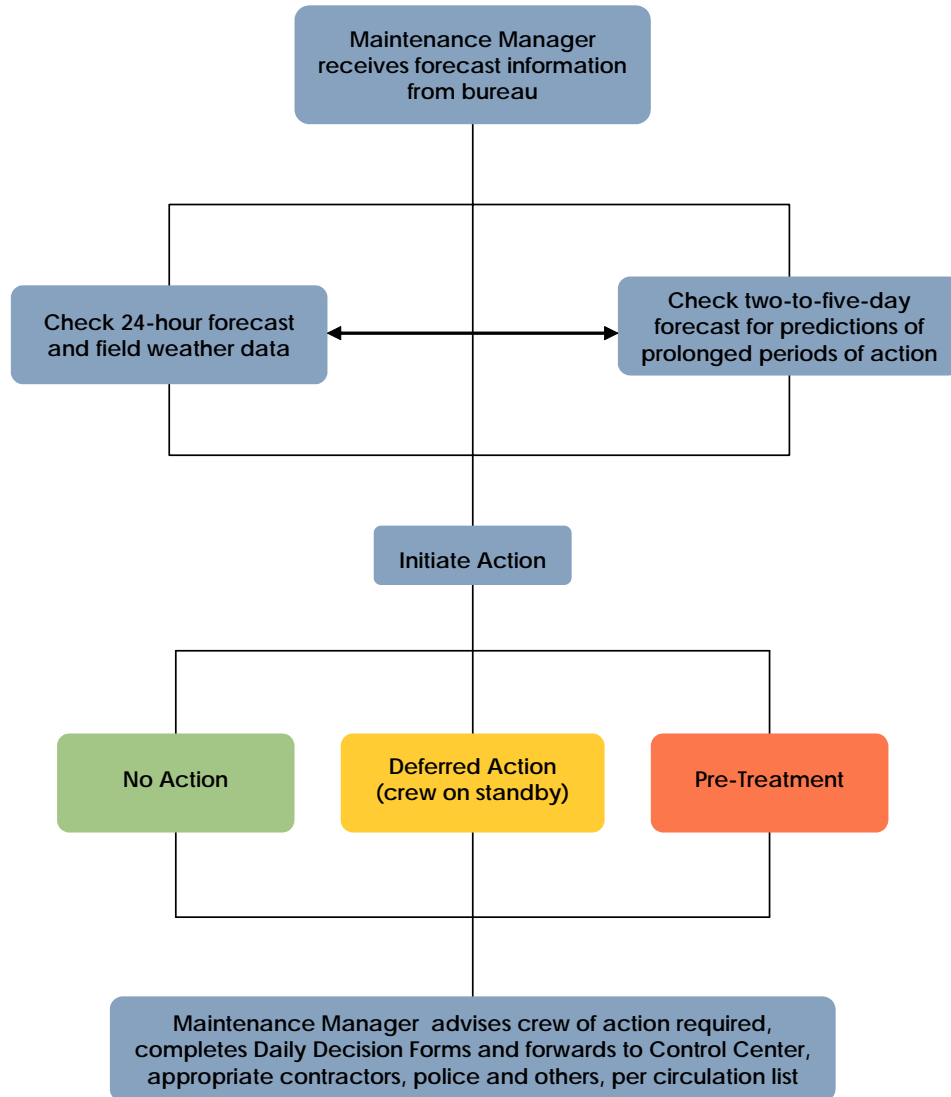 Maintenance Manager
receives forecast information
from bureau
Check 24-hour forecast
and field weather data
Check two-to-five-day
forecast for predictions of
prolonged periods of action
Initiate Action
No Action
Deferred Action
(crew on standby)
Pre-Treatment
Maintenance Manager advises crew of action required,
completes Daily Decision Forms and forwards to Control Center,
appropriate contractors, police and others, per circulation list